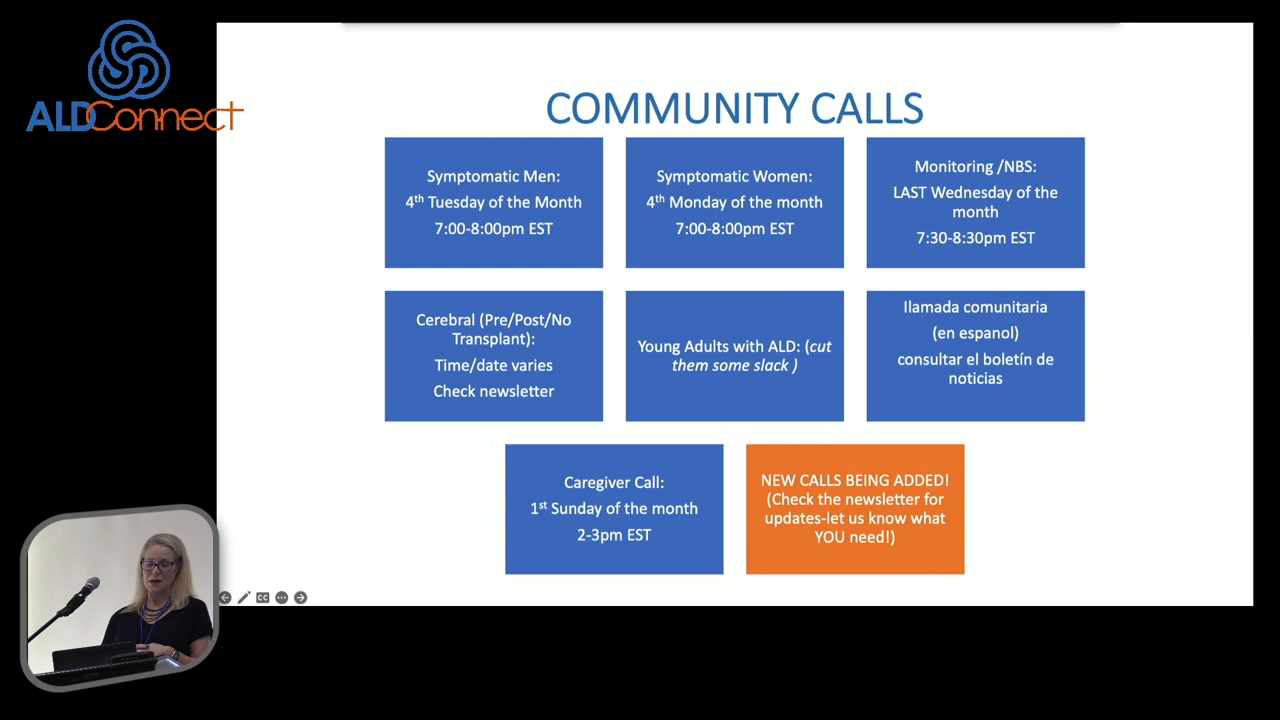 ALDConnect
COMMUNITY CALLS
Symptomatic Men:
4th Tuesday of the Month
7:00-8:00pm EST
Symptomatic Women:
4th Monday of the month
7:00-8:00pm EST
Monitoring /NBS:
LAST Wednesday of the
month
7:30-8:30pm EST
Cerebral (Pre/Post/No
Transplant):
Time/date varies
Check newsletter
Young Adults with ALD: (cut
them some slack )
llamada comunitaria
(en espanol)
consultar el boletín de
noticias
Caregiver Call:
1st Sunday of the month
2-3pm EST
NEW CALLS BEING ADDED!
(Check the newsletter for
updates-let us know what
YOU need!)
CC